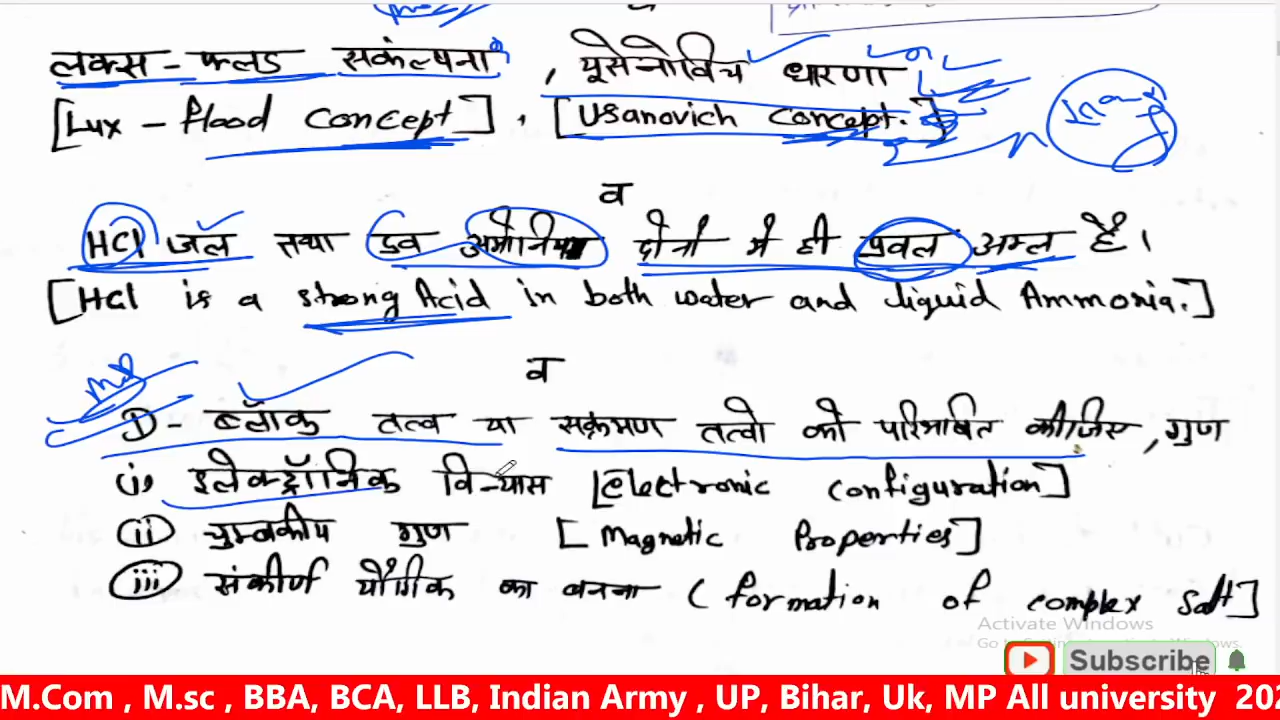 लक्स - फ्लड संकल्पना , यूसेनोविच धारणा
[Lux - flood concept] , [Usanovich concept.]
व
HCl जल तथा द्रव अमोनिया दोनों में ही प्रबल अम्ल है।
[HCl is a strong Acid in both water and liquid Ammonia.]
व
D - ब्लॉक तत्व या संक्रमण तत्वो को परिभाषित कीजिए, गुण
(i) इलेक्ट्रॉनिक विन्यास [electronic configuration]
(ii) चुम्बकीय गुण [Magnetic Properties]
(iii) संकीर्ण यौगिक का बनना (formation of complex salt]
Activate Windows
Subscribe
M.Com , M.sc , BBA, BCA, LLB, Indian Army , UP, Bihar, Uk, MP All university 202